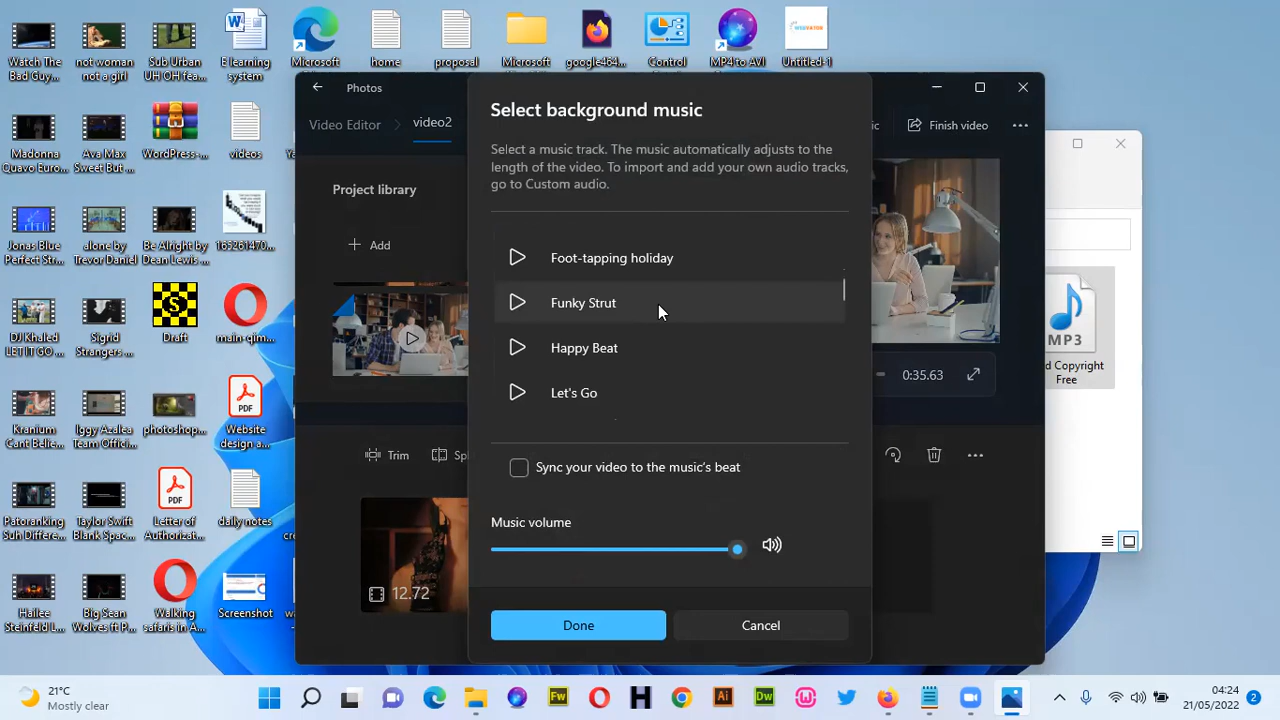 Watch The
Bad Guy...
not woman
not a girl
Sub Urban
UH OH fea...
E learning
system
Microsoft
home
proposal
google464...
Control
MP4 to AVI
Untitled-1
Madonna
Quavo Euro...
Ava Max
Sweet But ...
WordPress-...
videos
Jonas Blue
Perfect Str...
alone by
Trevor Daniel
Be Alright by
Dean Lewis ...
165261470...
DJ Khaled
LET IT GO ...
Sigrid
Strangers ...
Draft
main-qim...
Kranium
Cant Belie...
Iggy Azalea
Team Offici...
photoshop...
PDF
Website
design a...
Patoranking
Suh Differe...
Taylor Swift
Blank Spac...
PDF
Letter of
Authorizat...
daily notes
Hailee
Steinfeld L...
Big Sean
Wolves ft P...
Walking
safaris in A...
Screenshot
Photos
Video Editor
video2
Finish video
Project library
Add
Select background music
Select a music track. The music automatically adjusts to the
length of the video. To import and add your own audio tracks,
go to Custom audio.
Foot-tapping holiday
Funky Strut
Happy Beat
Let's Go
Sync your video to the music's beat
Music volume
Done
Cancel
0:35.63
Trim
Spl
12.72
MP3
d Copyright
Free
21°C
Mostly clear
Fw
Ai
Dw
04:24
21/05/2022
2